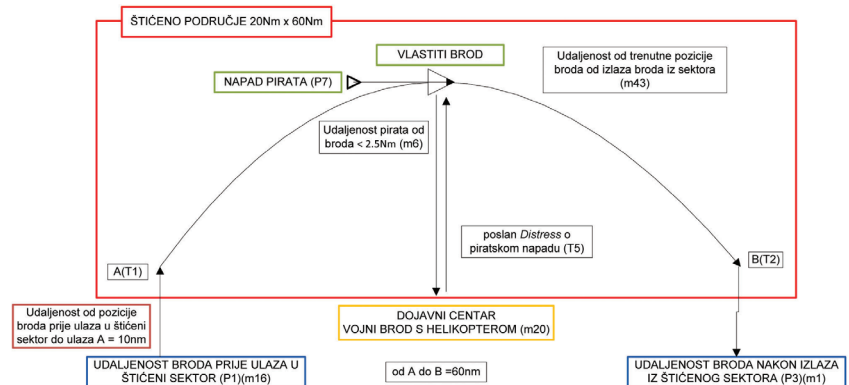 ŠTIĆENO PODRUČJE 20Nm x 60Nm
VLASTITI BROD
NAPAD PIRATA (P7)
Udaljenost od trenutne pozicije
broda od izlaza broda iz sektora
(m43)
Udaljenost pirata od
broda < 2.5Nm (m6)
poslan Distress o
piratskom napadu (T5)
A(T1)
B(T2)
Udaljenost od pozicije
broda prije ulaza u štićeni
sektor do ulaza A = 10nm
DOJAVNI CENTAR
VOJNI BROD S HELIKOPTEROM (m20)
UDALJENOST BRODA PRIJE ULAZA U
ŠTIĆENI SEKTOR (P1)(m16)
od A do B =60nm
UDALJENOST BRODA NAKON IZLAZA
IZ ŠTIĆENOG SEKTORA (P3)(m1)